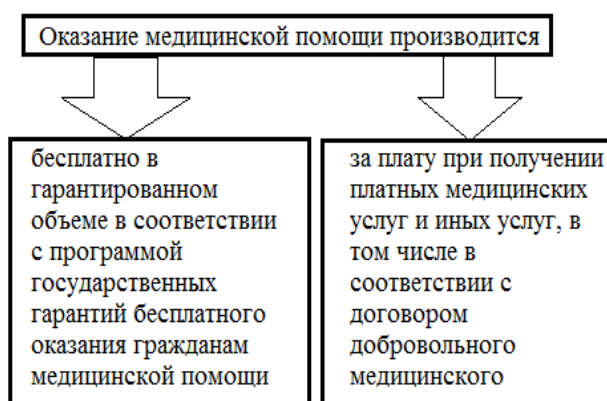 Оказание медицинской помощи производится
бесплатно в
гарантированном
объеме в соответствии
с программой
государственных
гарантий бесплатного
оказания гражданам
медицинской помощи
за плату при получении
платных медицинских
услуг и иных услуг, в
том числе в
соответствии с
договором
добровольного
медицинского